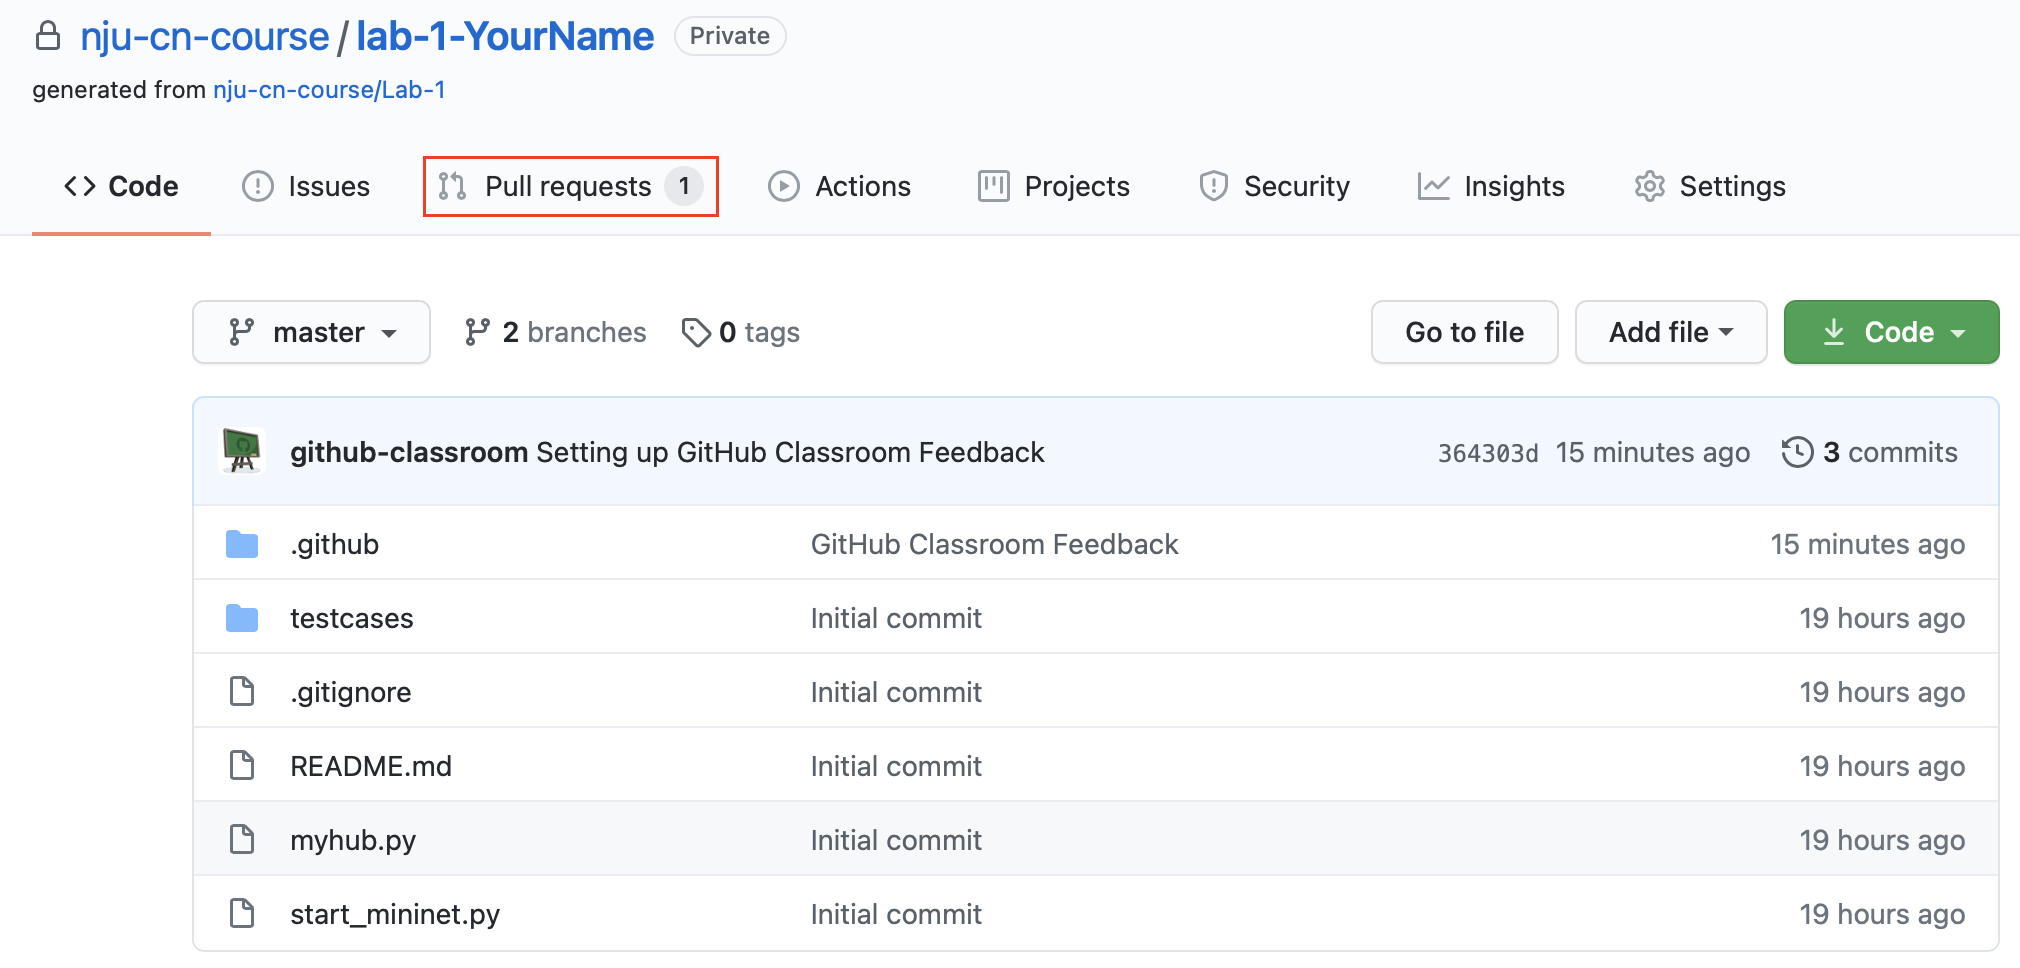 nju-cn-course / lab-1-YourName Private
generated from nju-cn-course/Lab-1
Code Issues Pull requests 1 Actions Projects Security Insights Settings
master 2 branches 0 tags Go to file Add file Code
github-classroom Setting up GitHub Classroom Feedback 364303d 15 minutes ago 3 commits
.github GitHub Classroom Feedback 15 minutes ago
testcases Initial commit 19 hours ago
.gitignore Initial commit 19 hours ago
README.md Initial commit 19 hours ago
myhub.py Initial commit 19 hours ago
start_mininet.py Initial commit 19 hours ago